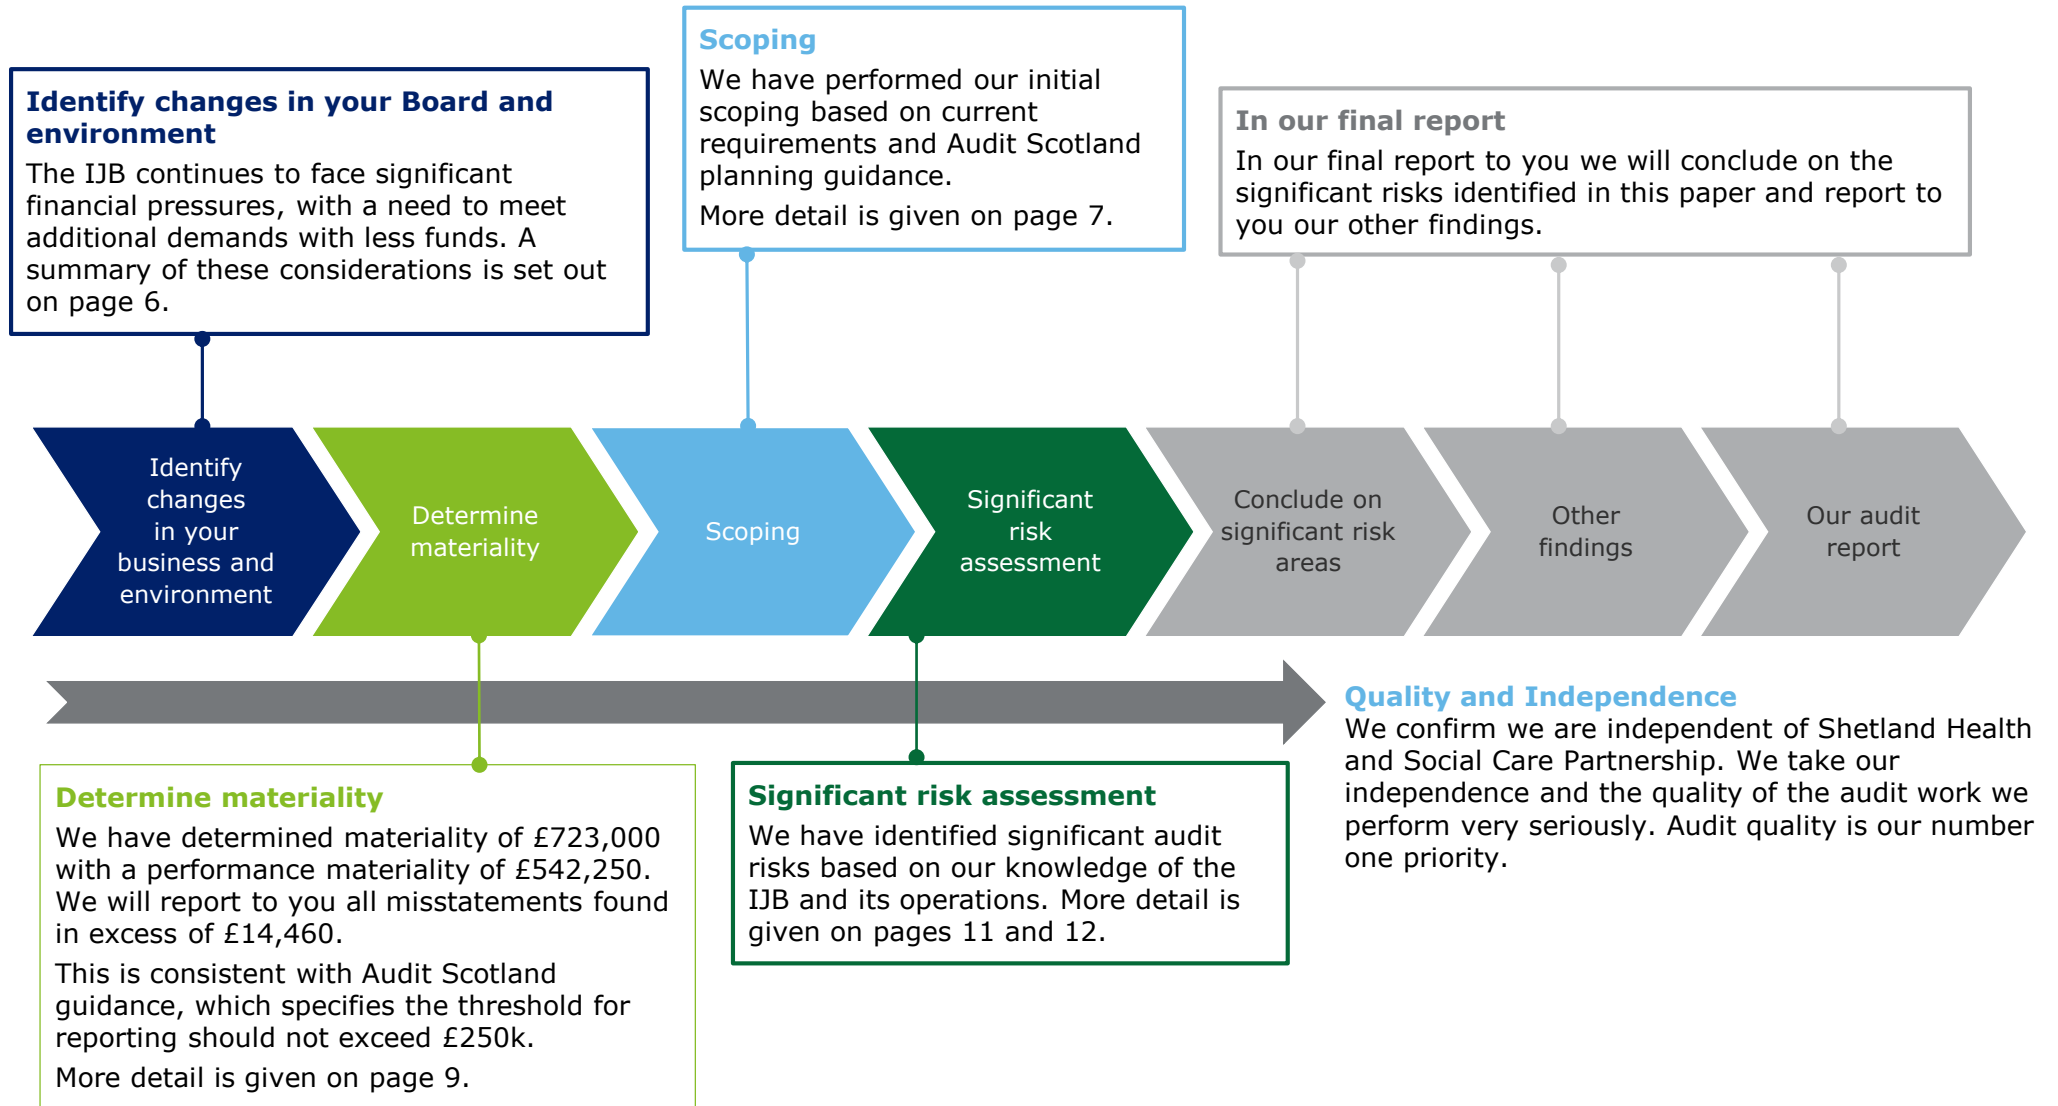 Identify changes in your Board and
environment
The IJB continues to face significant
financial pressures, with a need to meet
additional demands with less funds. A
summary of these considerations is set out
on page 6.
Scoping
We have performed our initial
scoping based on current
requirements and Audit Scotland
planning guidance.
More detail is given on page 7.
In our final report
In our final report to you we will conclude on the
significant risks identified in this paper and report to
you our other findings.
Identify
changes
in your
business and
environment
Determine
materiality
Scoping
Significant
risk
assessment
Conclude on
significant risk
areas
Other
findings
Our audit
report
Determine materiality
We have determined materiality of £723,000
with a performance materiality of £542,250.
We will report to you all misstatements found
in excess of £14,460.
This is consistent with Audit Scotland
guidance, which specifies the threshold for
reporting should not exceed £250k.
More detail is given on page 9.
Significant risk assessment
We have identified significant audit
risks based on our knowledge of the
IJB and its operations. More detail is
given on pages 11 and 12.
Quality and Independence
We confirm we are independent of Shetland Health
and Social Care Partnership. We take our
independence and the quality of the audit work we
perform very seriously. Audit quality is our number
one priority.